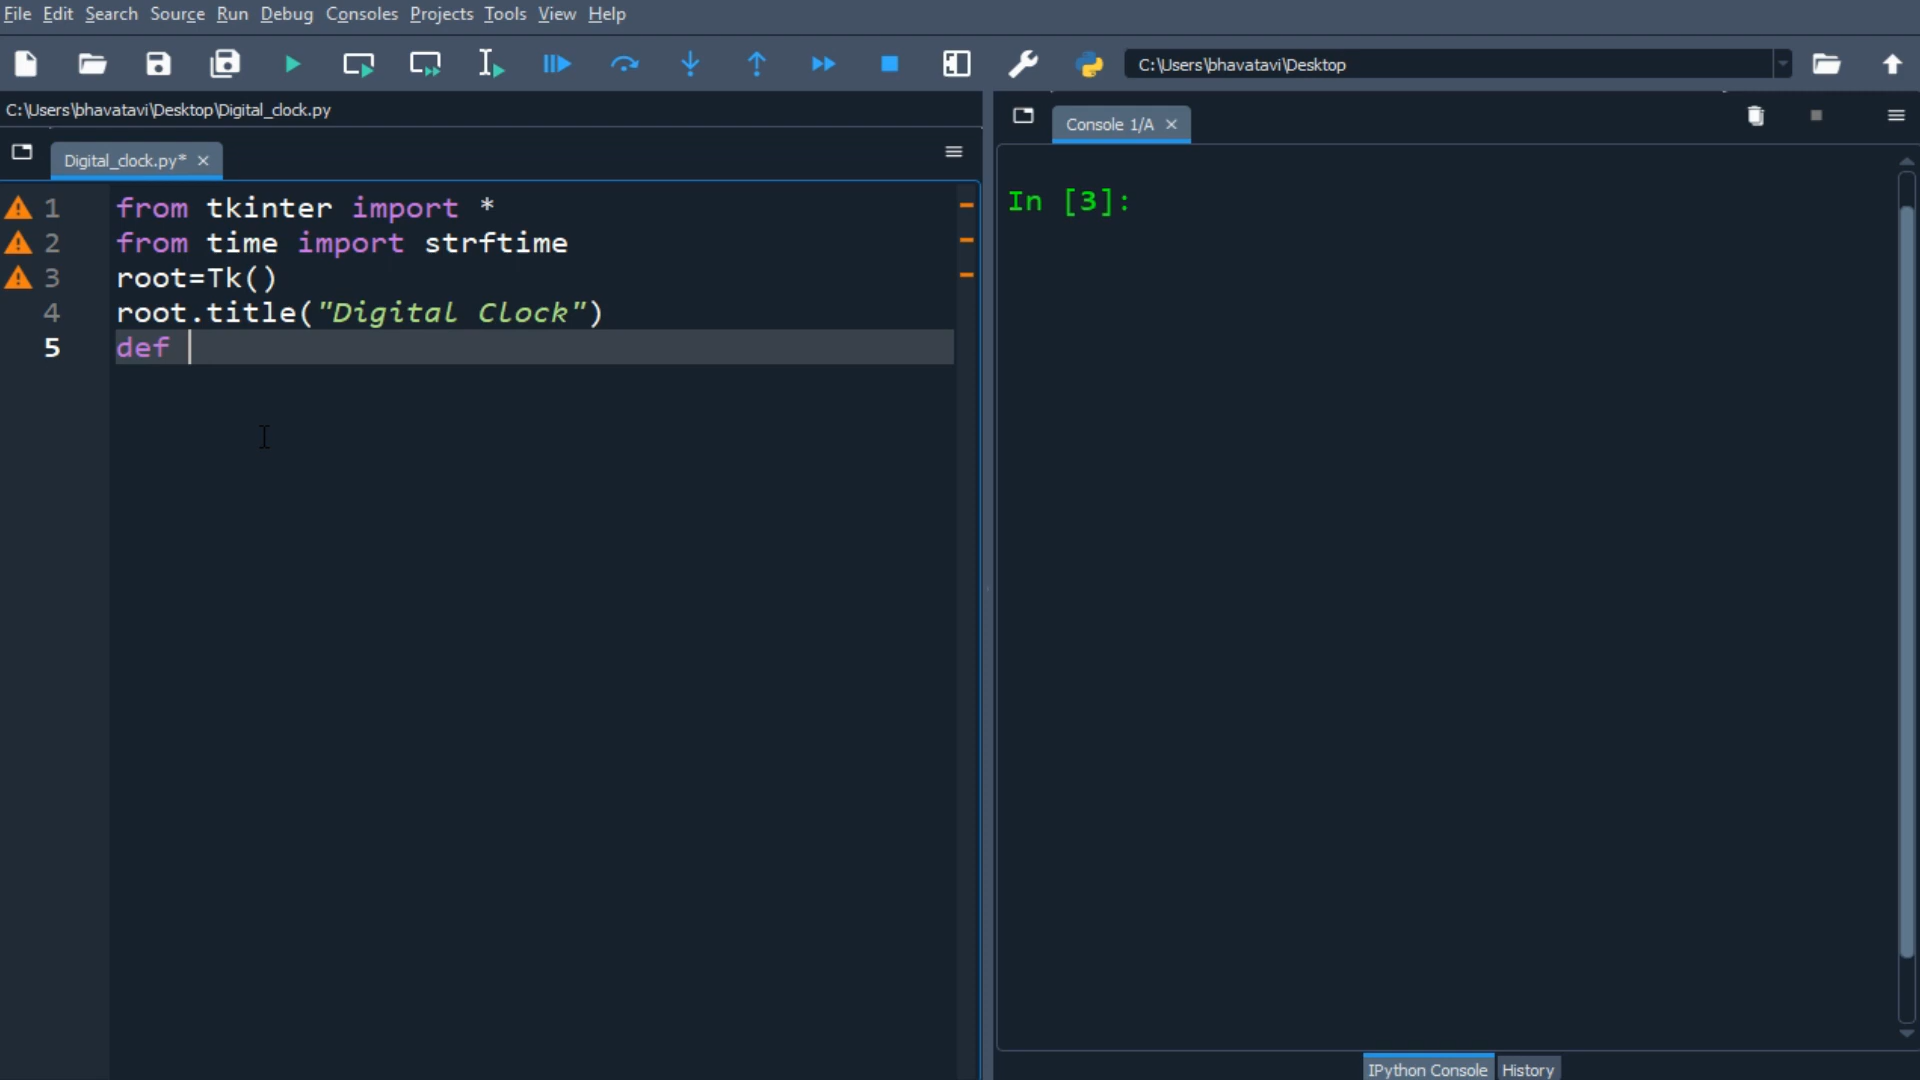 File Edit Search Source Run Debug Consoles Projects Tools View Help
C:\Users\bhavatavi\Desktop
C:\Users\bhavatavi\Desktop\Digital_clock.py
Console 1/A
Digital_clock.py*
1 from tkinter import *
2 from time import strftime
3 root=Tk()
4 root.title("Digital Clock")
5 def
In [3]:
IPython Console History